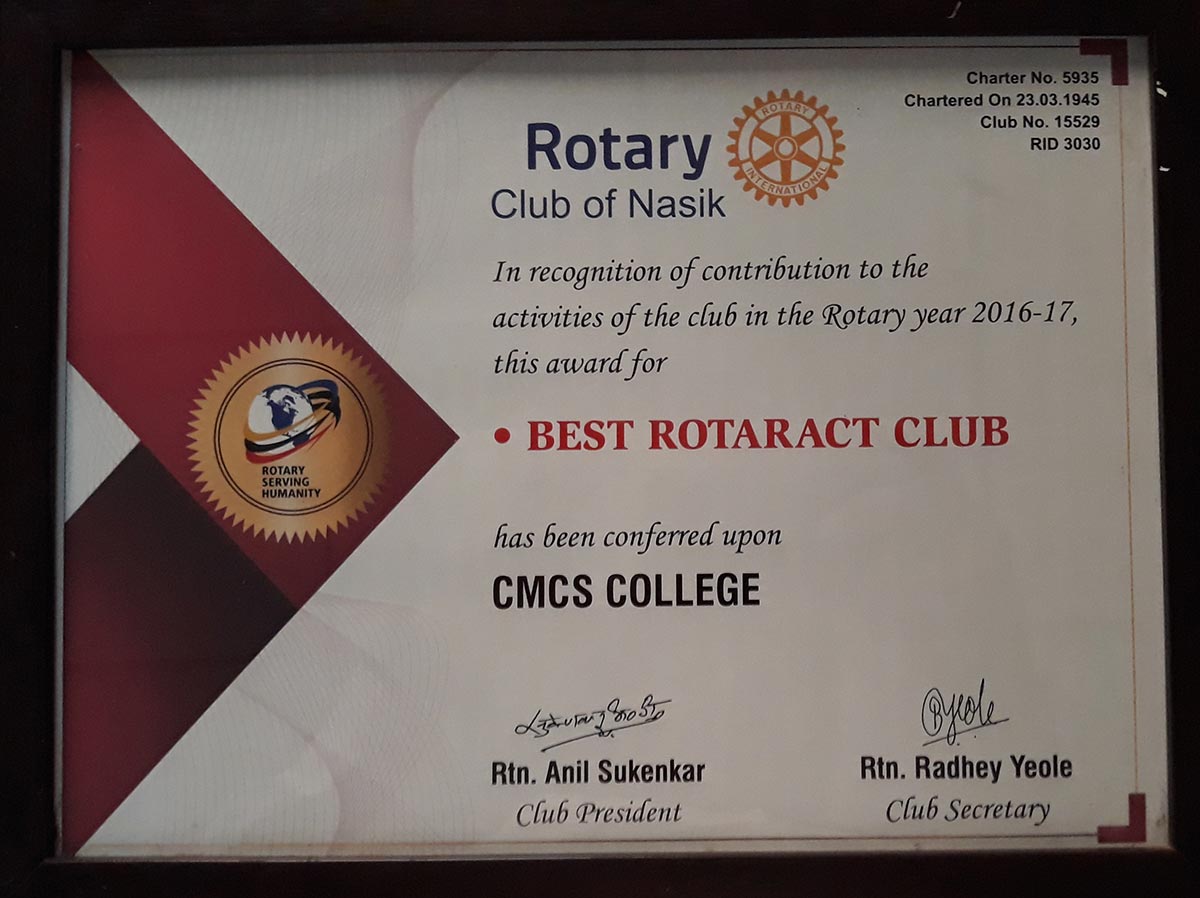 Charter No. 5935
Chartered On 23.03.1945
Club No. 15529
RID 3030
Rotary
Club of Nasik
ROTARY
INTERNATIONAL
In recognition of contribution to the
activities of the club in the Rotary year 2016-17,
this award for
• BEST ROTARACT CLUB
ROTARY
SERVING
HUMANITY
has been conferred upon
CMCS COLLEGE
Rtn. Anil Sukenkar
Club President
Rtn. Radhey Yeole
Club Secretary